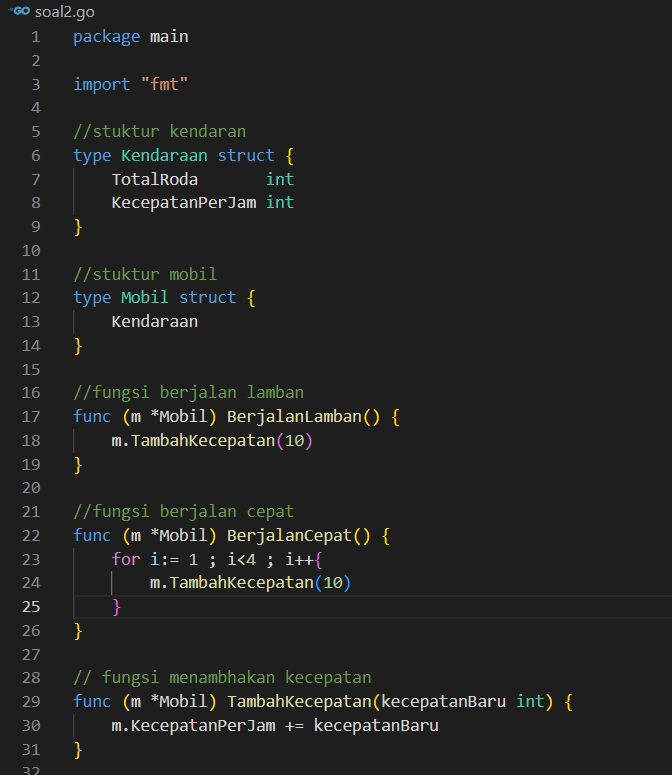 GO soal2.go
1 package main
2
3 import "fmt"
4
5 //stuktur kendaran
6 type Kendaraan struct {
7     TotalRoda       int
8     KecepatanPerJam int
9 }
10
11 //stuktur mobil
12 type Mobil struct {
13     Kendaraan
14 }
15
16 //fungsi berjalan lamban
17 func (m *Mobil) BerjalanLamban() {
18     m.TambahKecepatan(10)
19 }
20
21 //fungsi berjalan cepat
22 func (m *Mobil) BerjalanCepat() {
23     for i:= 1 ; i<4 ; i++{
24         m.TambahKecepatan(10)
25     }
26 }
27
28 // fungsi menambhakan kecepatan
29 func (m *Mobil) TambahKecepatan(kecepatanBaru int) {
30     m.KecepatanPerJam += kecepatanBaru
31 }
32